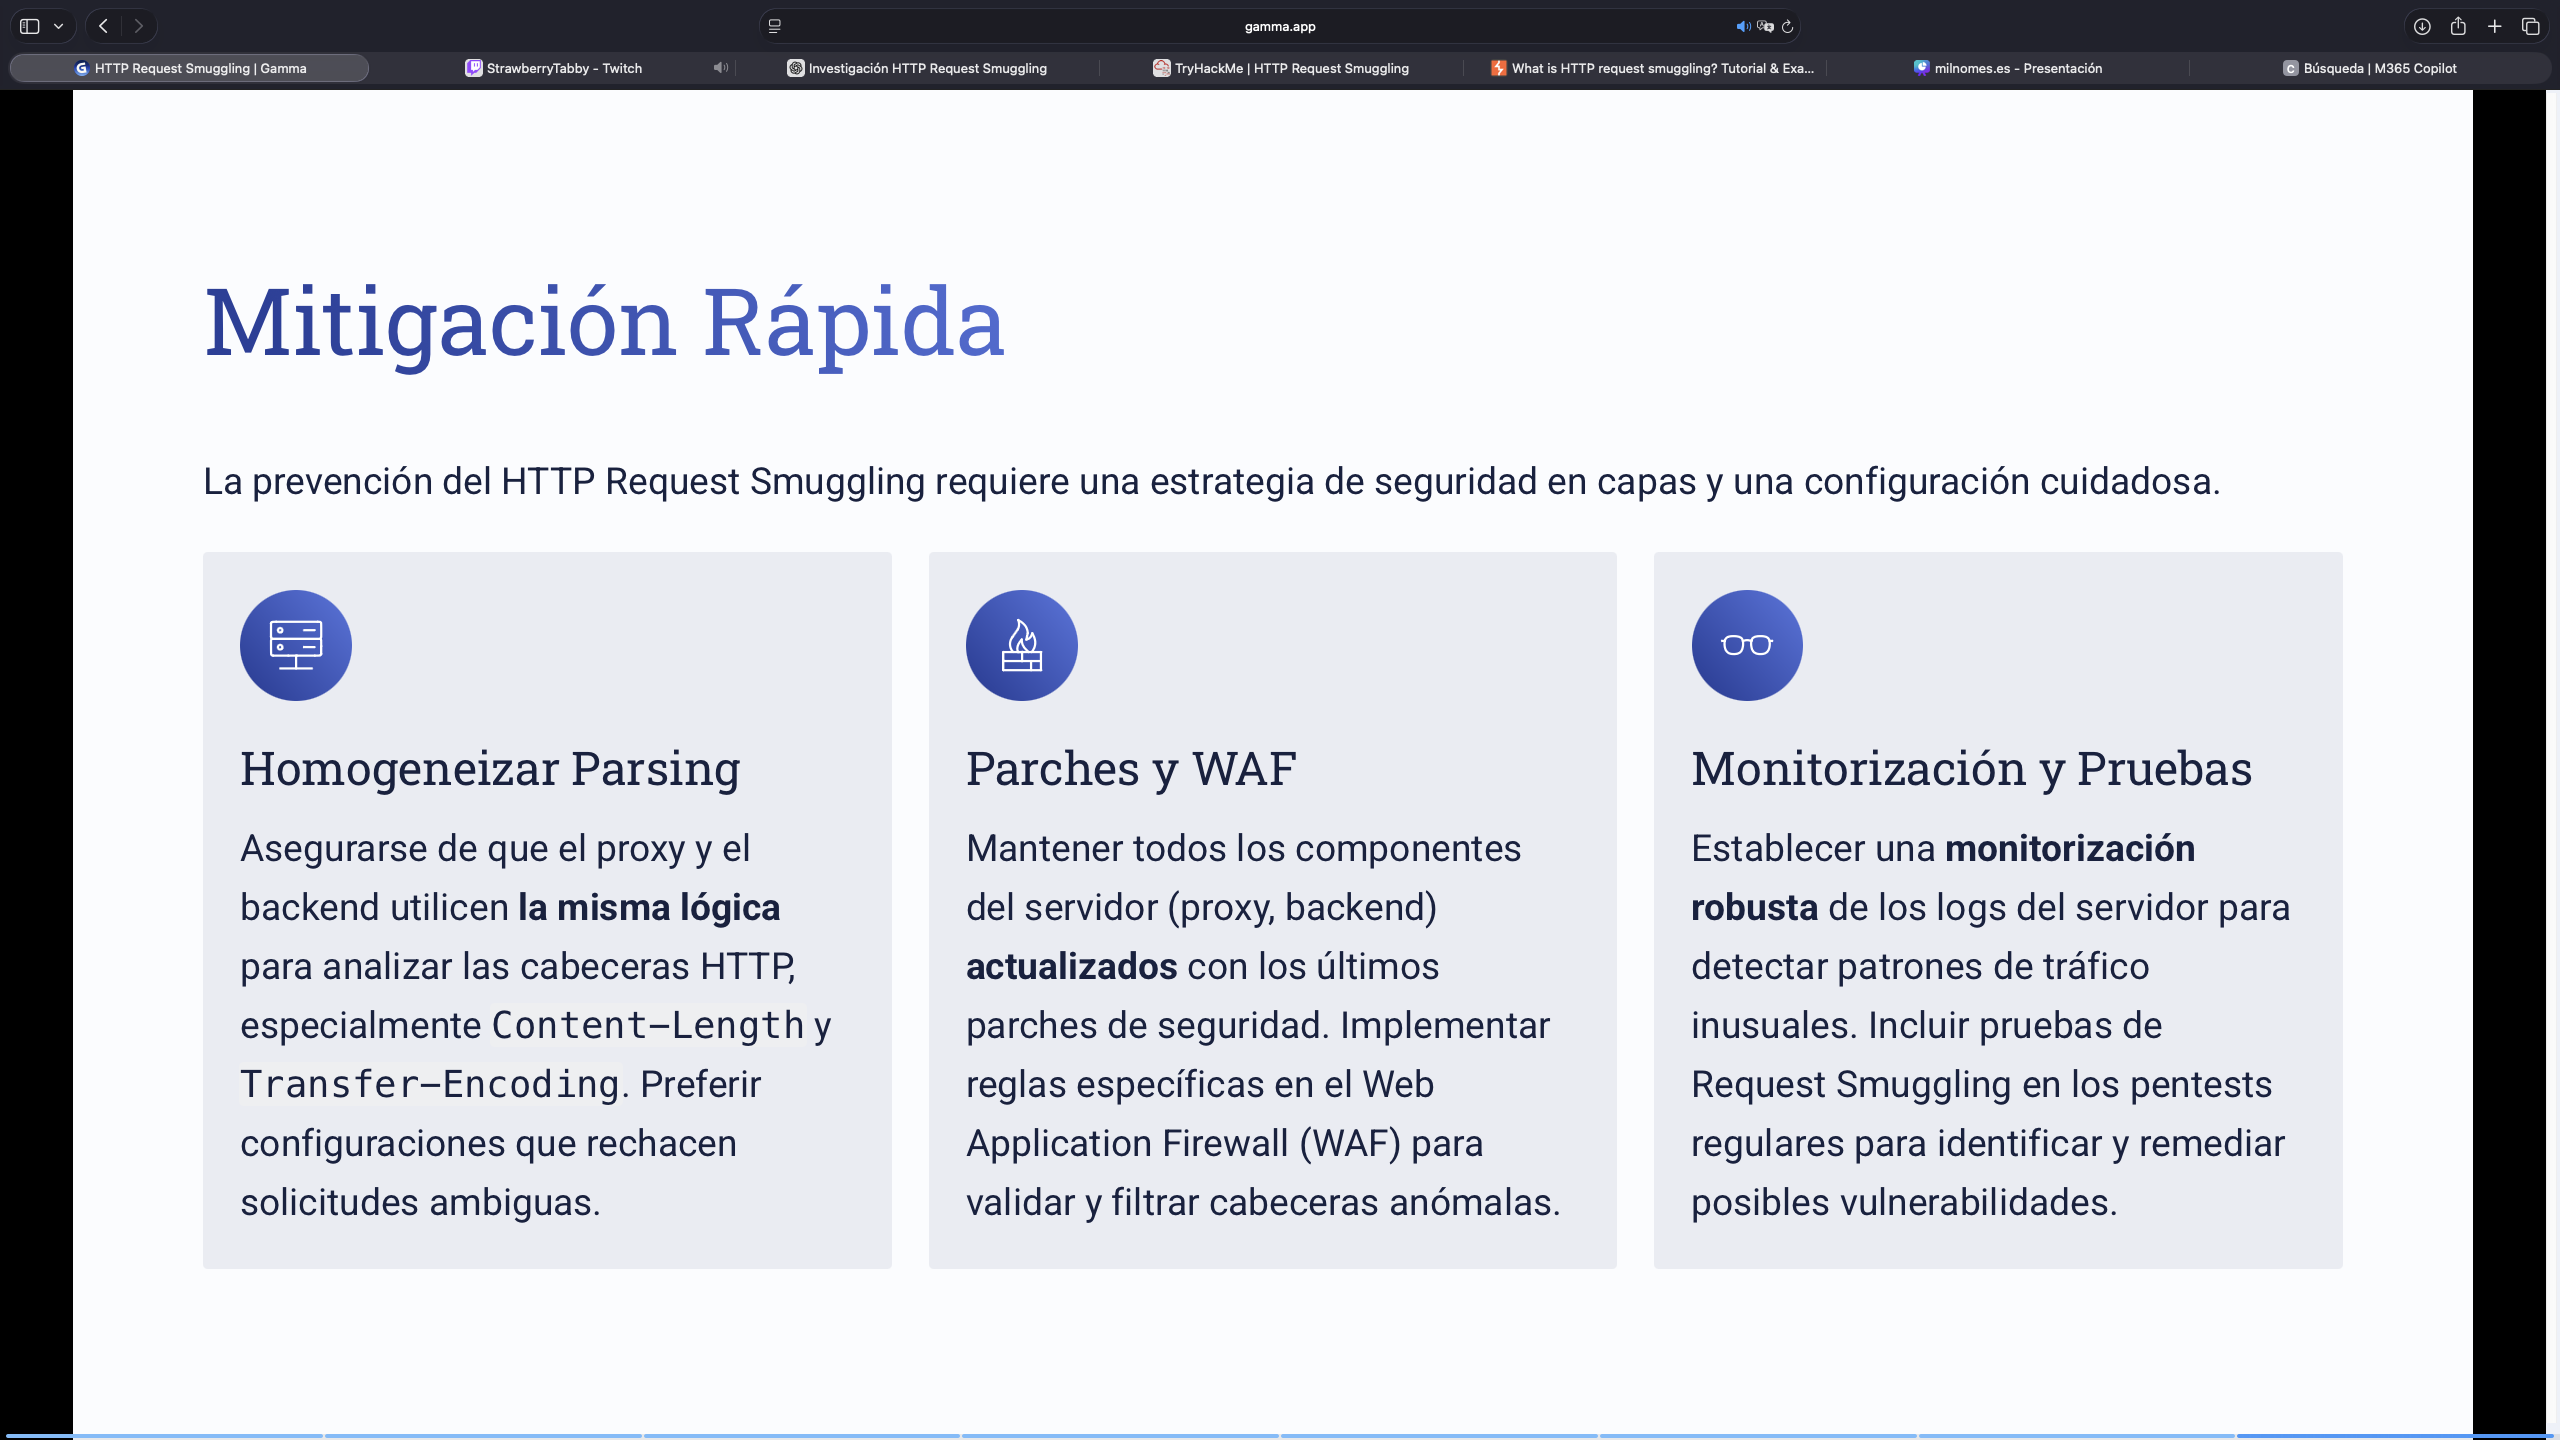 gamma.app
HTTP Request Smuggling | Gamma
StrawberryTabby - Twitch
Investigación HTTP Request Smuggling
TryHackMe | HTTP Request Smuggling
What is HTTP request smuggling? Tutorial & Exa...
milnomes.es - Presentación
C Búsqueda | M365 Copilot
Mitigación Rápida
La prevención del HTTP Request Smuggling requiere una estrategia de seguridad en capas y una configuración cuidadosa.
Homogeneizar Parsing
Asegurarse de que el proxy y el
backend utilicen la misma lógica
para analizar las cabeceras HTTP,
especialmente Content-Length y
Transfer-Encoding. Preferir
configuraciones que rechacen
solicitudes ambiguas.
Parches y WAF
Mantener todos los componentes
del servidor (proxy, backend)
actualizados con los últimos
parches de seguridad. Implementar
reglas específicas en el Web
Application Firewall (WAF) para
validar y filtrar cabeceras anómalas.
Monitorización y Pruebas
Establecer una monitorización
robusta de los logs del servidor para
detectar patrones de tráfico
inusuales. Incluir pruebas de
Request Smuggling en los pentests
regulares para identificar y remediar
posibles vulnerabilidades.